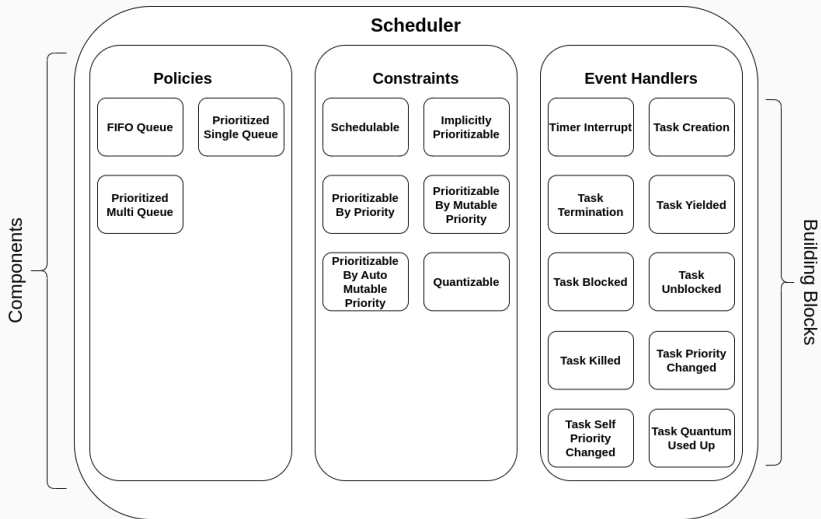 Scheduler
Components
Policies
FIFO Queue
Prioritized
Single Queue
Prioritized
Multi Queue
Constraints
Schedulable
Implicitly
Prioritizable
Prioritizable
By Priority
Prioritizable
By Mutable
Priority
Prioritizable
By Auto
Mutable
Priority
Quantizable
Event Handlers
Timer Interrupt
Task Creation
Task
Termination
Task Yielded
Task Blocked
Task
Unblocked
Task Killed
Task Priority
Changed
Task Self
Priority
Changed
Task Quantum
Used Up
Building Blocks